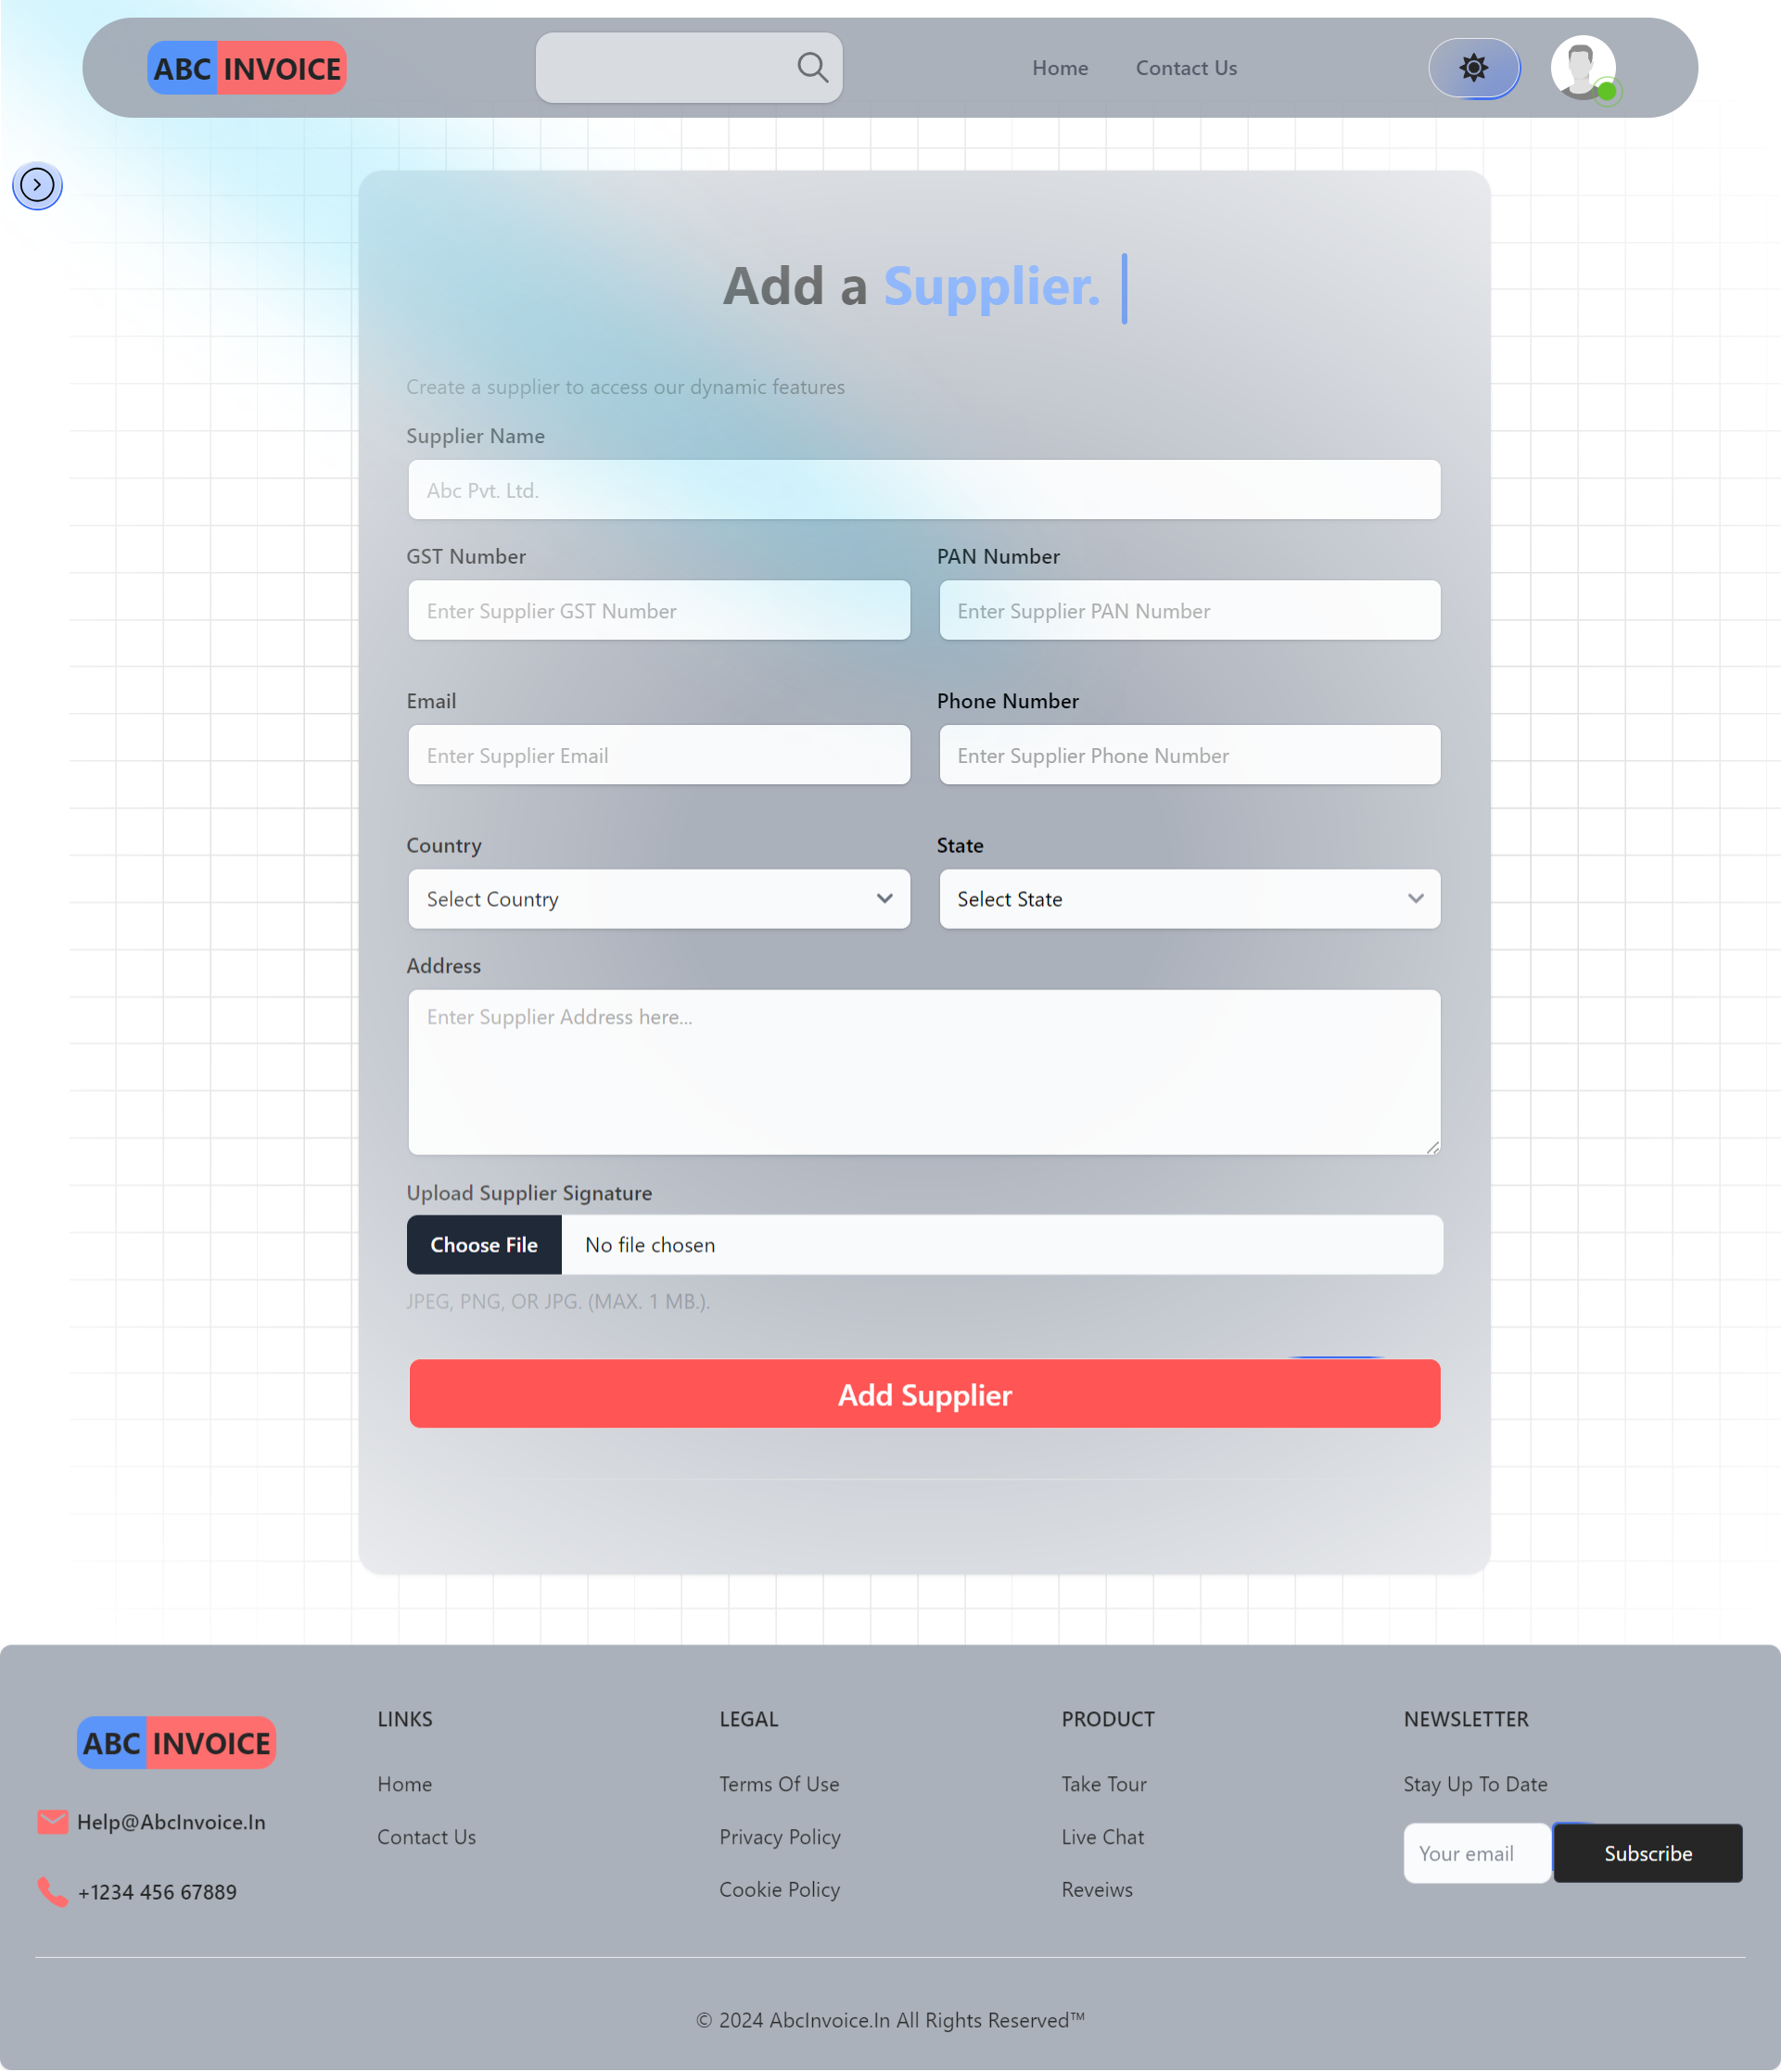 ABC INVOICE
Home
Contact Us
Add a Supplier.
Create a supplier to access our dynamic features
Supplier Name
Abc Pvt. Ltd.
GST Number
PAN Number
Enter Supplier GST Number
Enter Supplier PAN Number
Email
Phone Number
Enter Supplier Email
Enter Supplier Phone Number
Country
State
Select Country
Select State
Address
Enter Supplier Address here...
Upload Supplier Signature
Choose File
No file chosen
JPEG, PNG, OR JPG. (MAX. 1 MB.).
Add Supplier
ABC INVOICE
Help@AbcInvoice.In
+1234 456 67889
LINKS
Home
Contact Us
LEGAL
Terms Of Use
Privacy Policy
Cookie Policy
PRODUCT
Take Tour
Live Chat
Reveiws
NEWSLETTER
Stay Up To Date
Your email
Subscribe
© 2024 AbcInvoice.In All Rights Reserved™